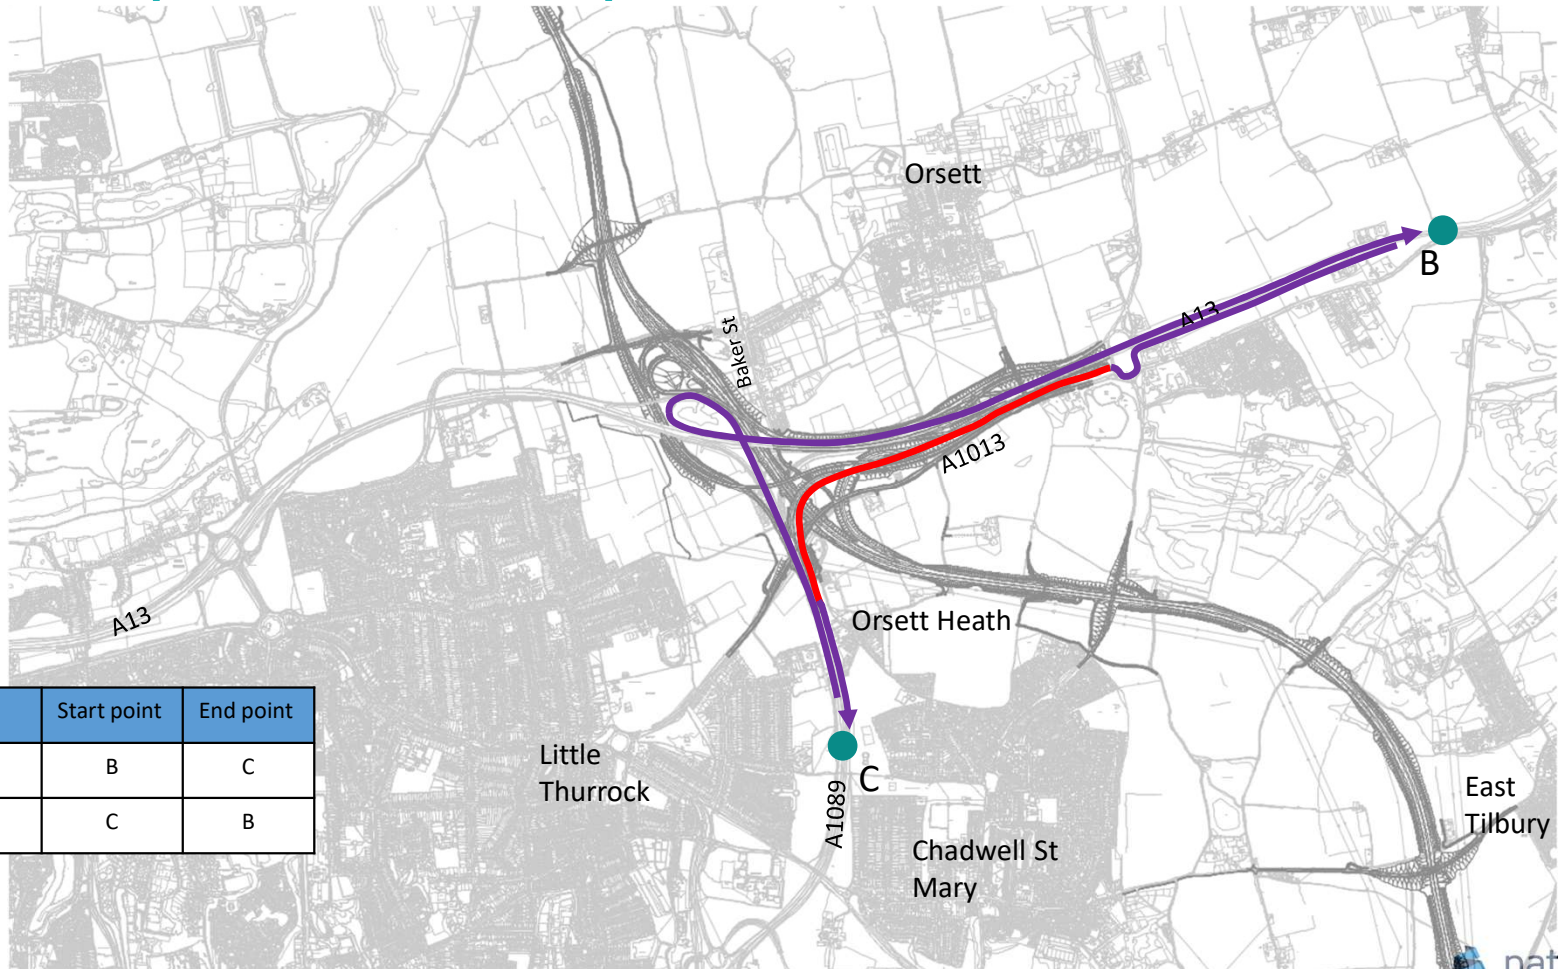 Orsett
B
A13
Baker St
A1013
A13
Orsett Heath
Start point End point
B C
C B
Little
Thurrock
C
A1089
East
Tilbury
Chadwell St
Mary